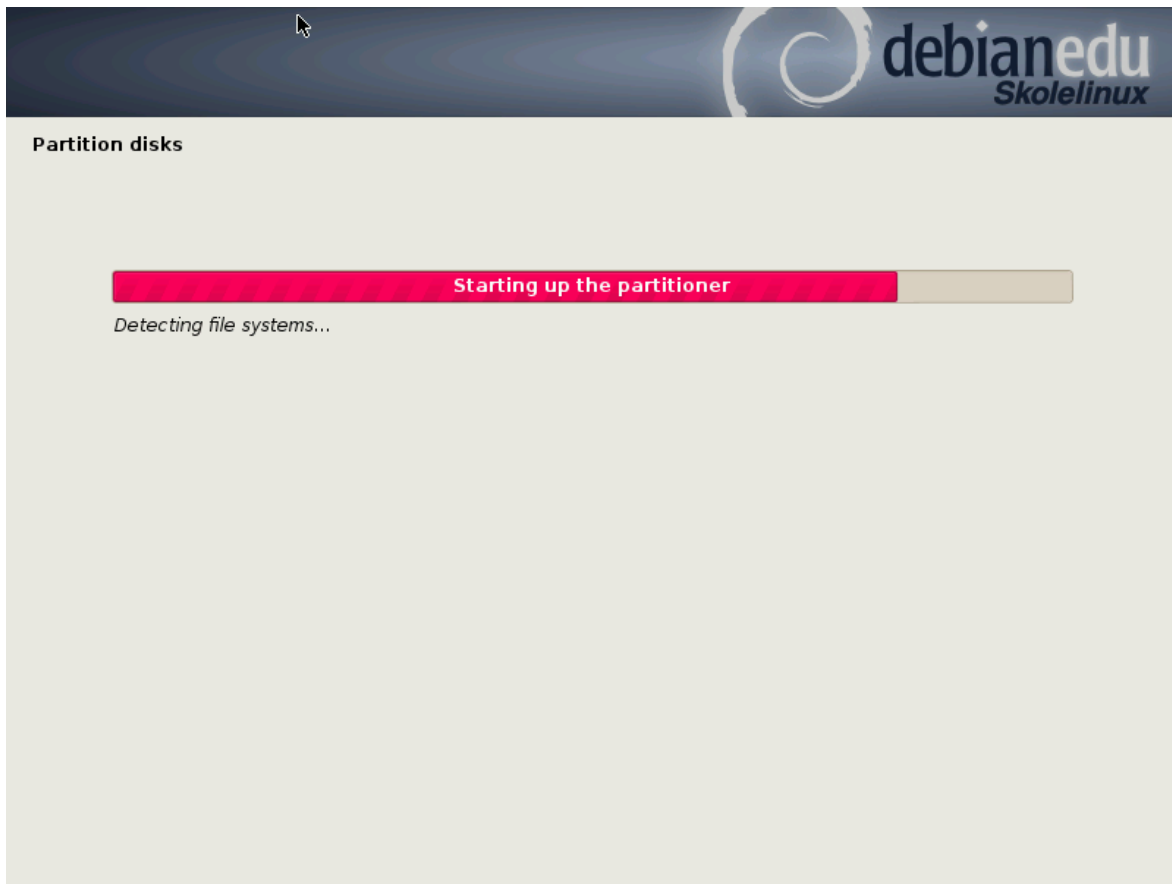 debianedu
Skolelinux
Partition disks
Starting up the partitioner
Detecting file systems...